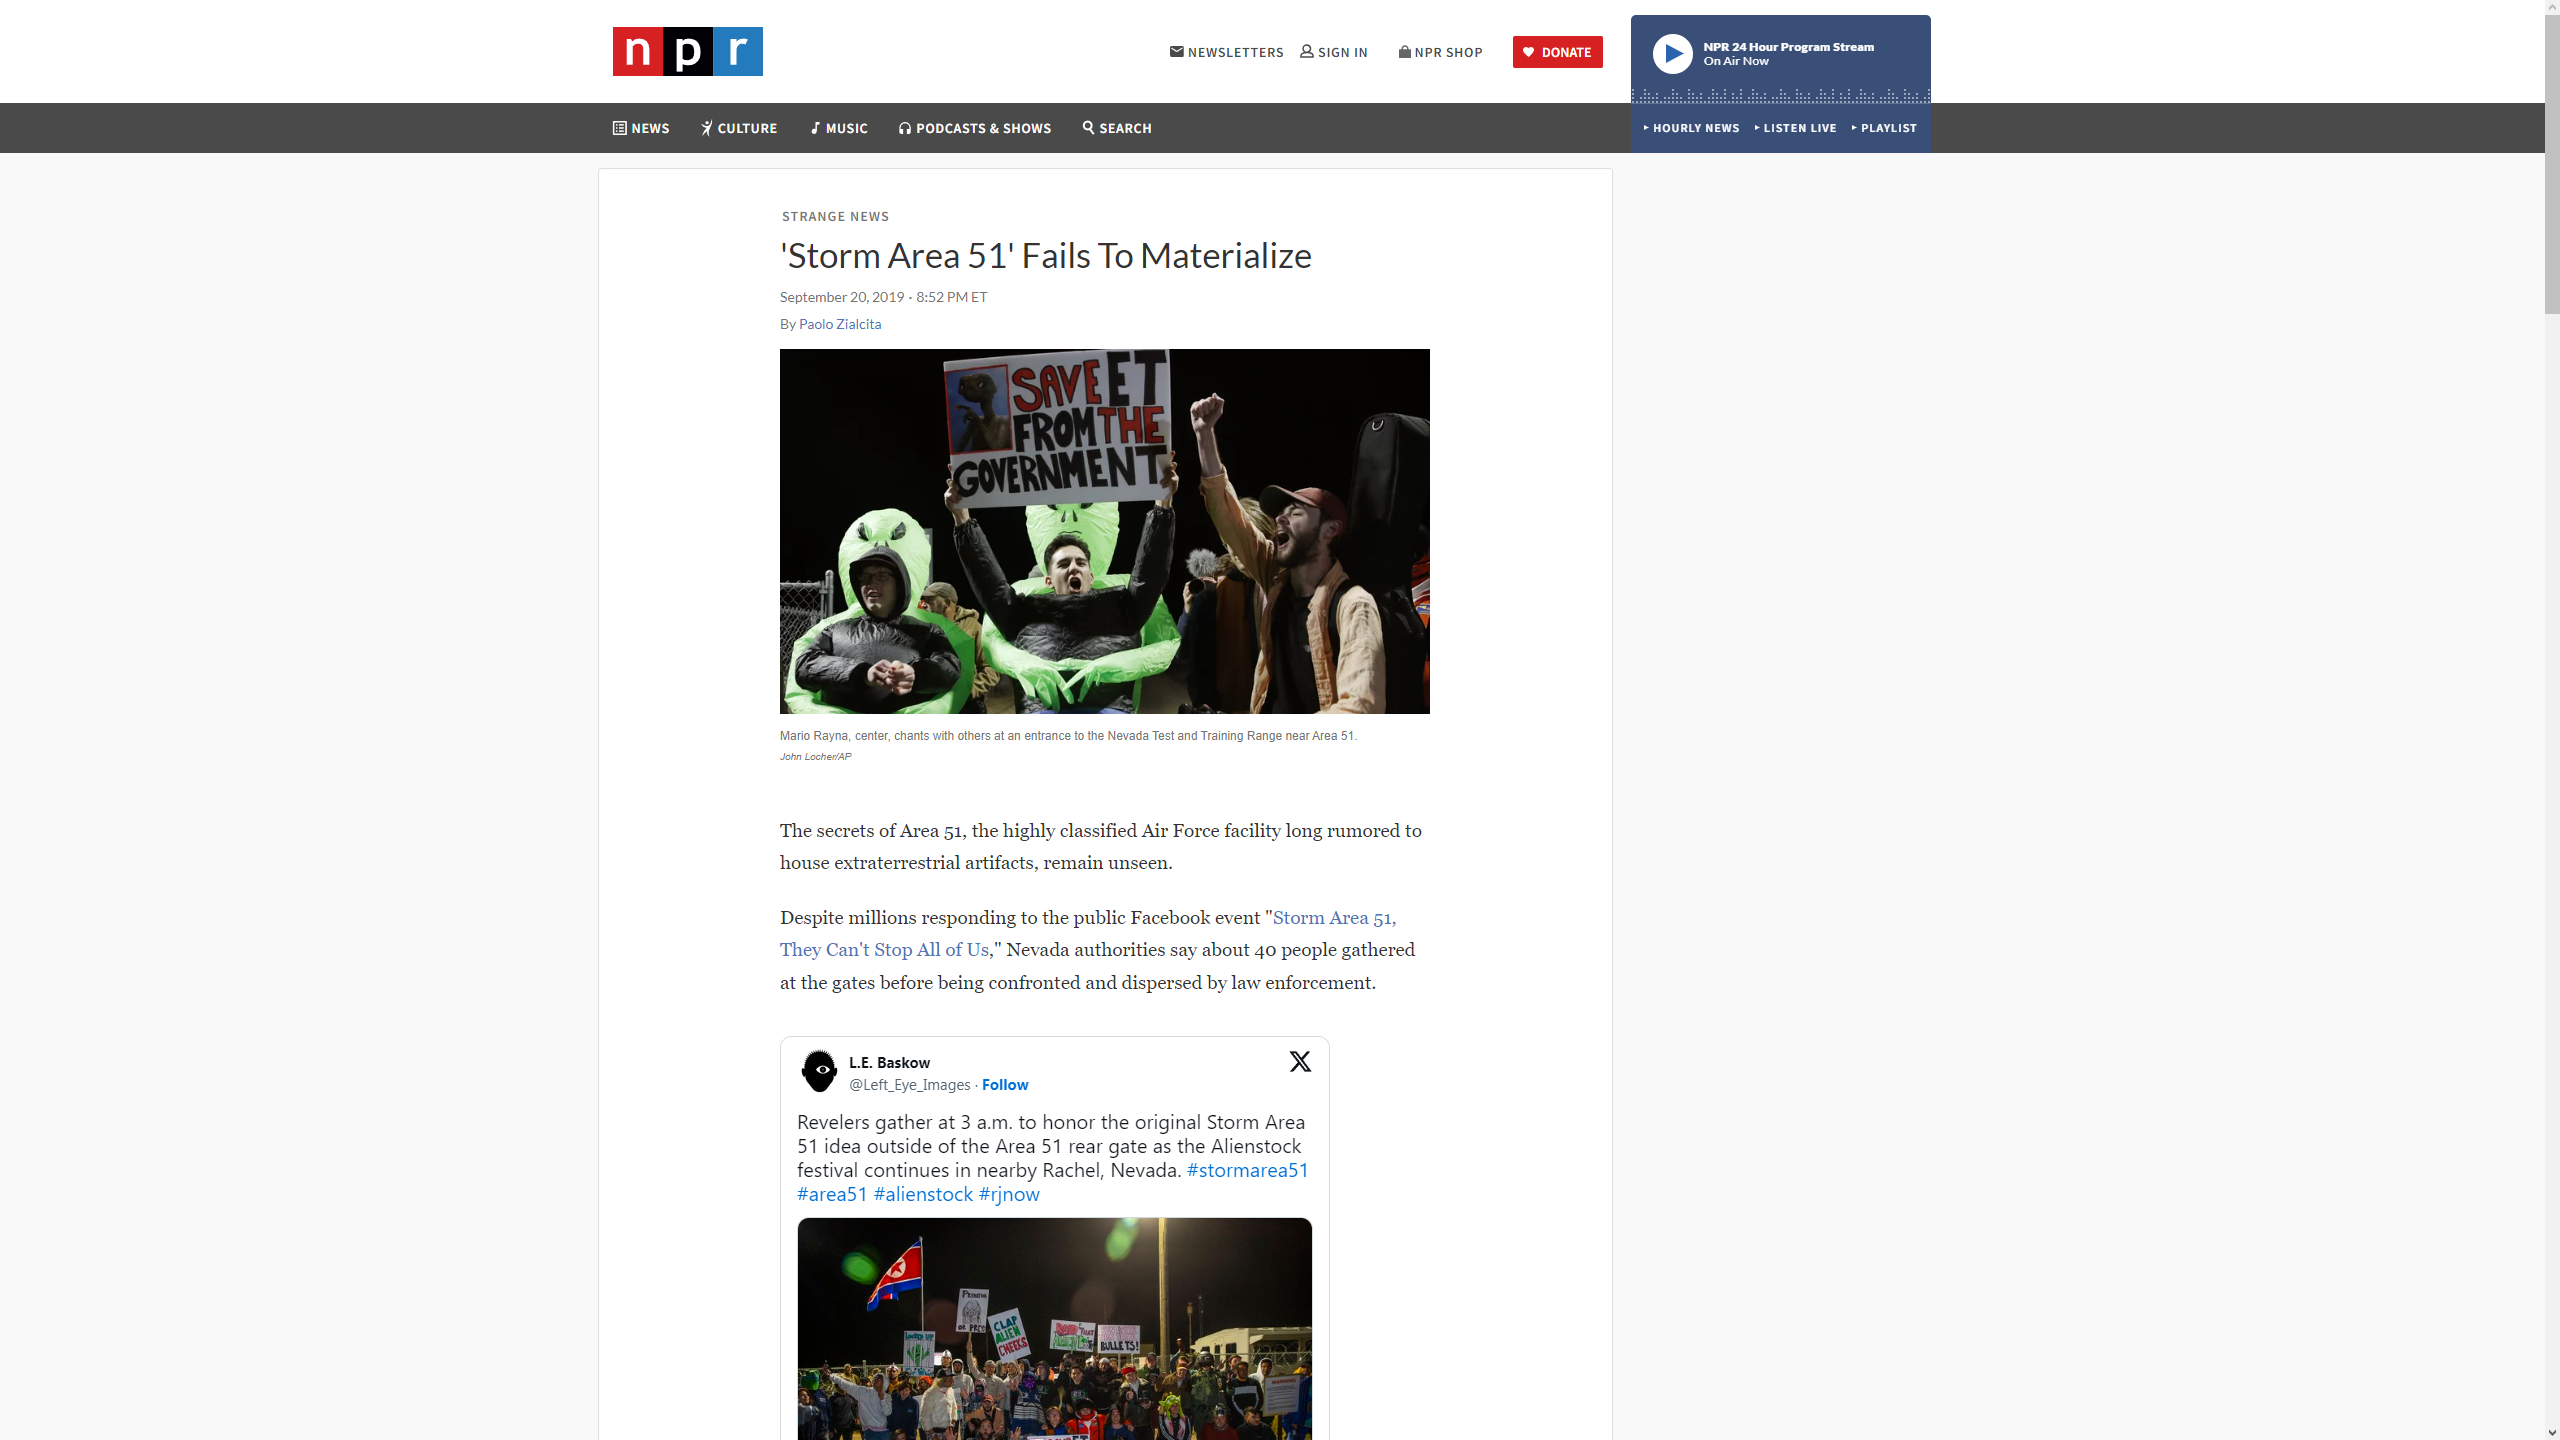 npr
NEWSLETTERS SIGN IN NPR SHOP DONATE
NPR 24 Hour Program Stream
On Air Now
NEWS CULTURE MUSIC PODCASTS & SHOWS SEARCH
HOURLY NEWS LISTEN LIVE PLAYLIST
STRANGE NEWS
'Storm Area 51' Fails To Materialize
September 20, 2019 · 8:52 PM ET
By Paolo Zialcita
SAVE ET
FROM THE
GOVERNMENT
Mario Rayna, center, chants with others at an entrance to the Nevada Test and Training Range near Area 51.
John Locher/AP
The secrets of Area 51, the highly classified Air Force facility long rumored to
house extraterrestrial artifacts, remain unseen.
Despite millions responding to the public Facebook event "Storm Area 51,
They Can't Stop All of Us," Nevada authorities say about 40 people gathered
at the gates before being confronted and dispersed by law enforcement.
L.E. Baskow
@Left_Eye_Images · Follow
Revelers gather at 3 a.m. to honor the original Storm Area
51 idea outside of the Area 51 rear gate as the Alienstock
festival continues in nearby Rachel, Nevada. #stormarea51
#area51 #alienstock #rjnow
CLAP
ALIEN
CHEEKS
BULLETS!
WARNING